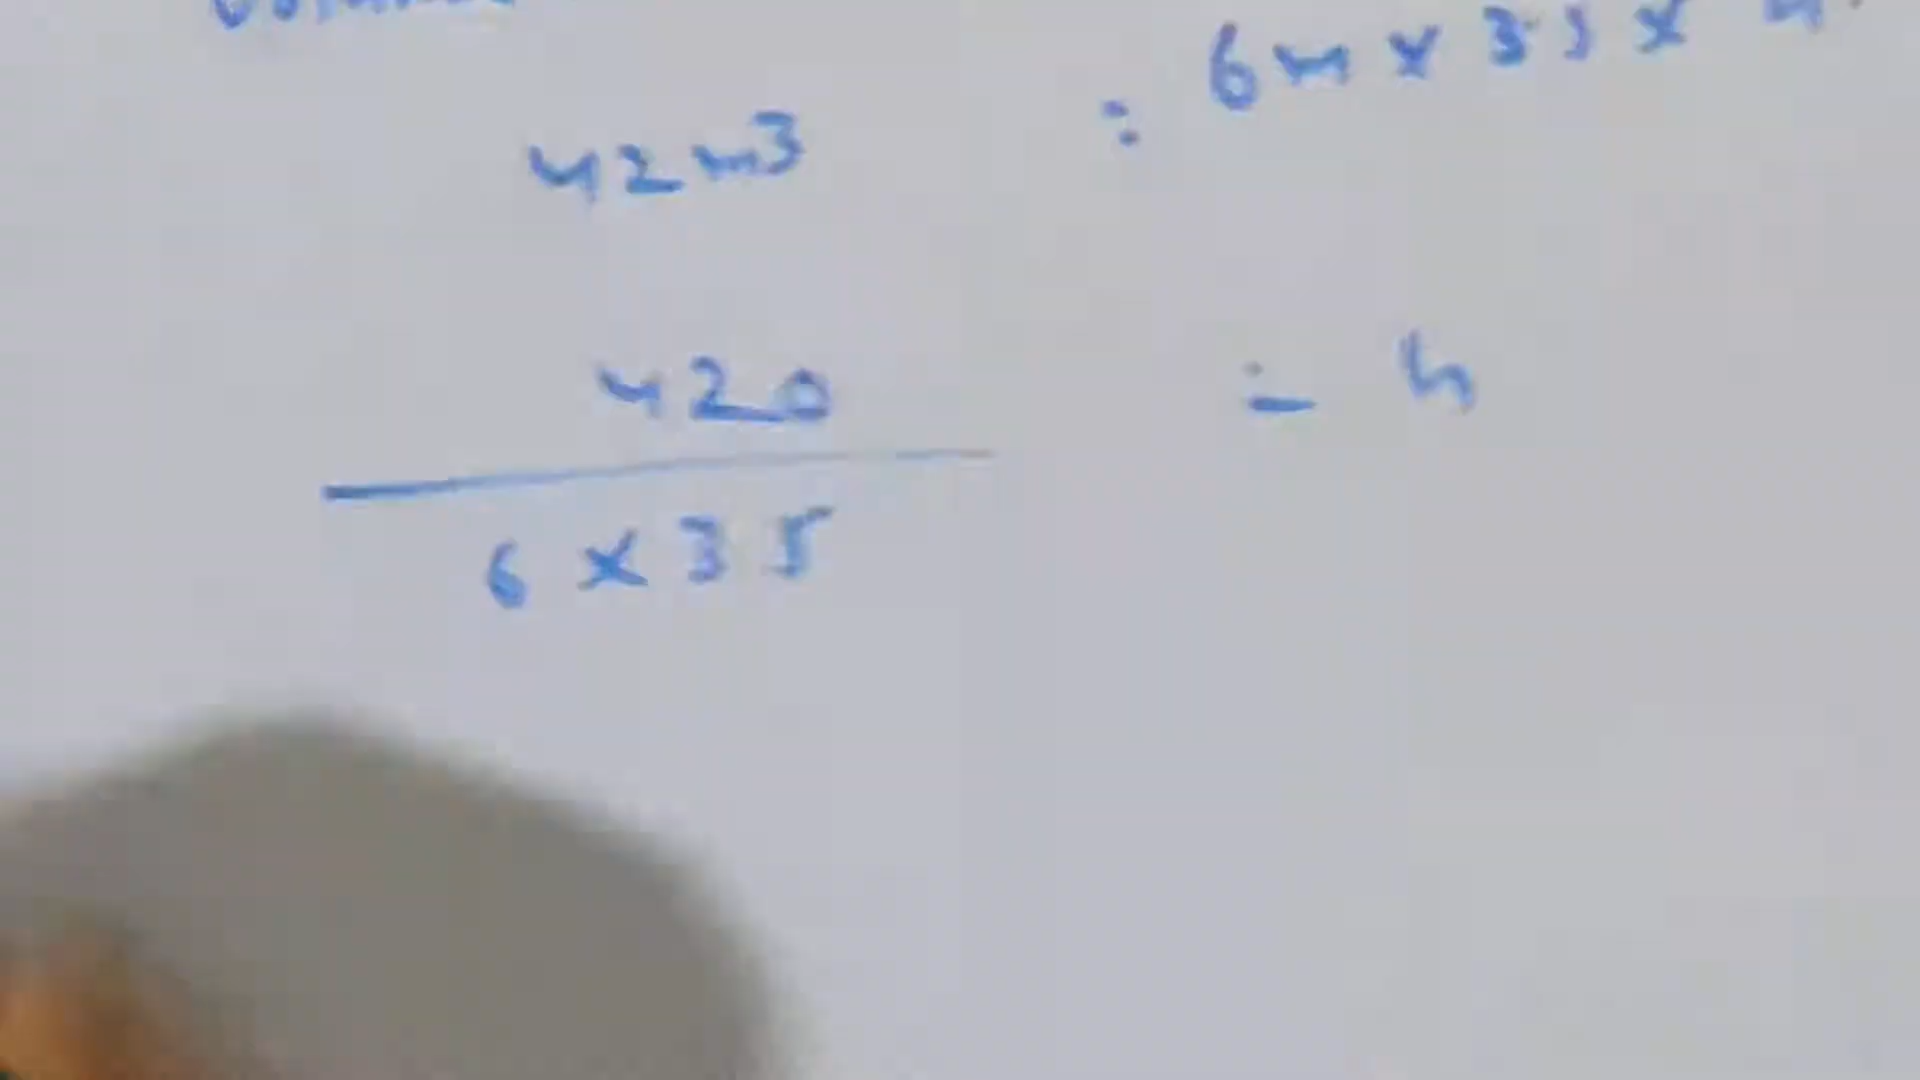 42m3 = 6m x 3.5 x h
420 = h
6 x 35